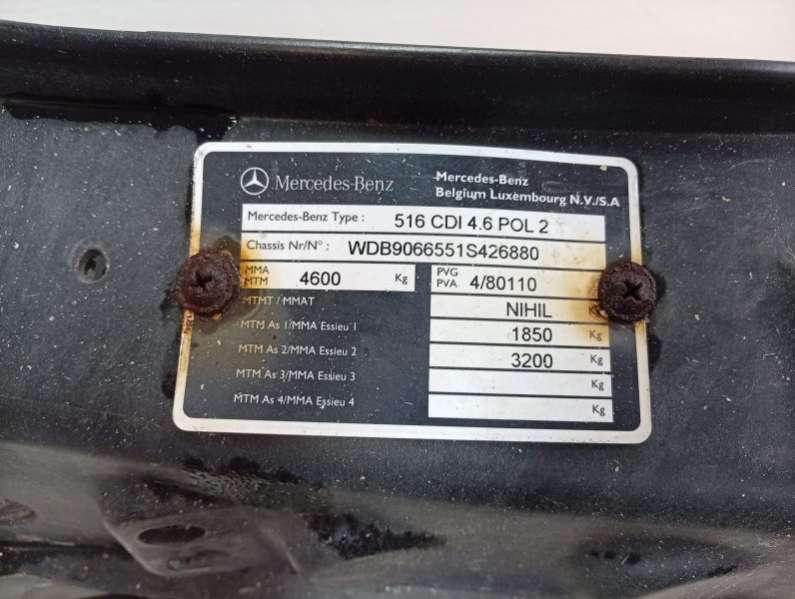 Mercedes-Benz
Mercedes-Benz
Belgium Luxembourg N.V./S.A
Mercedes-Benz Type : 516 CDI 4.6 POL 2
Chassis Nr/N° : WDB9066551S426880
MMA
MTM 4600 Kg
PVG
PVA 4/80110
MTMT / MMAT NIHIL Kg
MTM As 1/MMA Essieu 1 1850 Kg
MTM As 2/MMA Essieu 2 3200 Kg
MTM As 3/MMA Essieu 3 Kg
MTM As 4/MMA Essieu 4 Kg